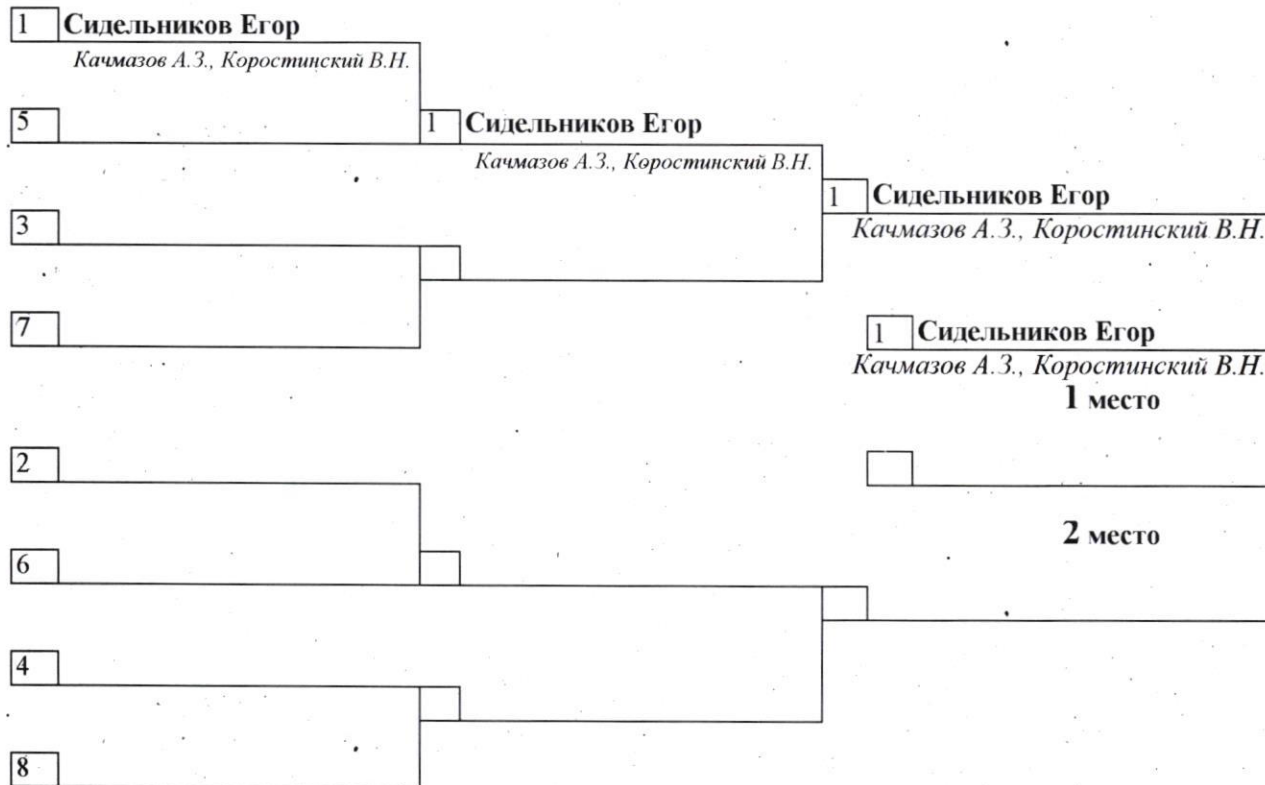 1 Сидельников Егор
Качмазов А.З., Коростинский В.Н.
5
1 Сидельников Егор
Качмазов А.З., Коростинский В.Н.
1 Сидельников Егор
Качмазов А.З., Коростинский В.Н.
3
7
1 Сидельников Егор
Качмазов А.З., Коростинский В.Н.
1 место
2
2 место
6
4
8